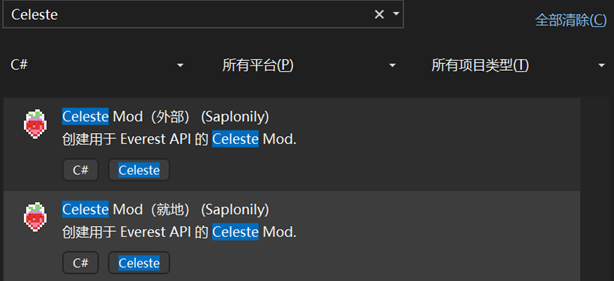 Celeste
全部清除(C)
C# 所有平台(P) 所有项目类型(T)
Celeste Mod（外部） (Saplonily)
创建用于 Everest API 的 Celeste Mod.
C# Celeste
Celeste Mod（就地） (Saplonily)
创建用于 Everest API 的 Celeste Mod.
C# Celeste